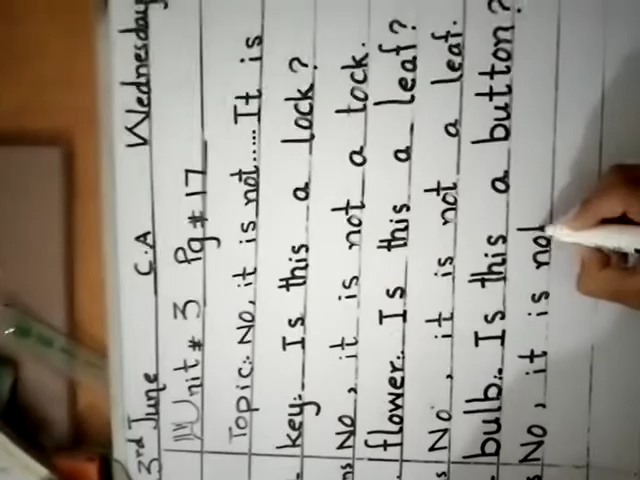 3rd June C.A Wednesday
Unit # 3 Pg # 17
Topic:. No, it is not..... It is
key:. Is this a lock?
ns No, it is not a lock.
flower:. Is this a leaf?
s No, it is not a leaf.
bulb:. Is this a button?
s No, it is not